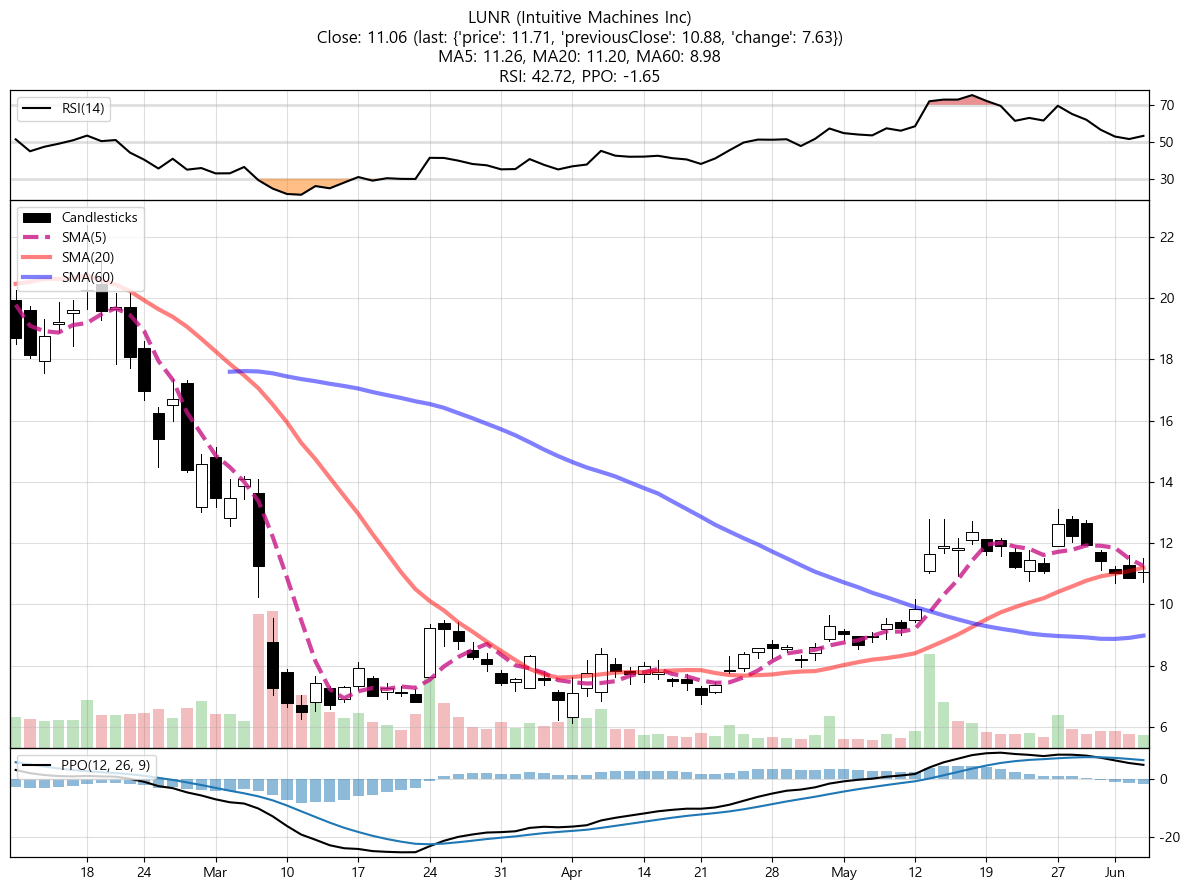 LUNR (Intuitive Machines Inc)
Close: 11.06 (last: {'price': 11.71, 'previousClose': 10.88, 'change': 7.63})
MA5: 11.26, MA20: 11.20, MA60: 8.98
RSI: 42.72, PPO: -1.65
RSI(14)
70
50
30
Candlesticks
SMA(5)
SMA(20)
SMA(60)
22
20
18
16
14
12
10
8
6
PPO(12, 26, 9)
0
-20
18 24 Mar 10 17 24 31 Apr 14 21 28 May 12 19 27 Jun